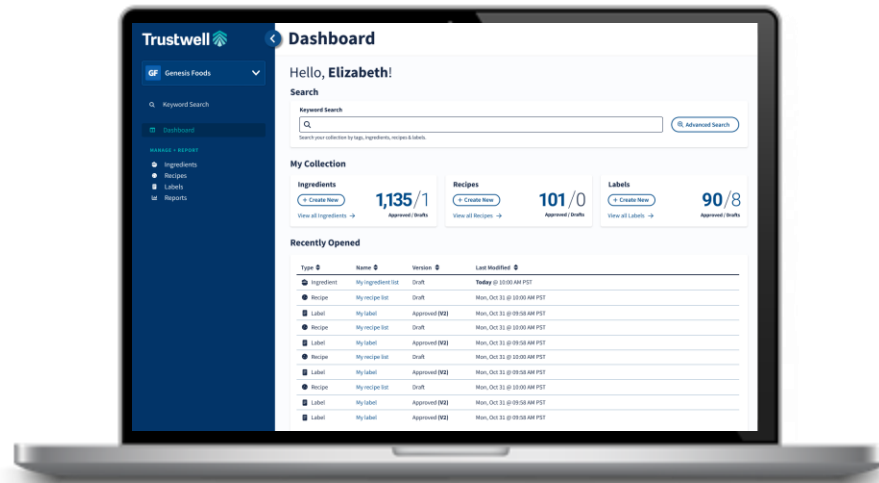 Trustwell
GF Genesis Foods
Keyword Search
Dashboard
MANAGE + REPORT
Ingredients
Recipes
Labels
Reports
Dashboard
Hello, Elizabeth!
Search
Keyword Search
Advanced Search
Search your collection by tags, ingredients, recipes & labels.
My Collection
Ingredients
+ Create New
1,135/1
View all Ingredients →
Approved / Drafts
Recipes
+ Create New
101/0
View all Recipes →
Approved / Drafts
Labels
+ Create New
90/8
View all Labels →
Approved / Drafts
Recently Opened
Type Name Version Last Modified
Ingredient My ingredient list Draft Today @ 10:00 AM PST
Recipe My recipe list Draft Mon, Oct 31 @ 10:00 AM PST
Label My label Approved (V2) Mon, Oct 31 @ 09:58 AM PST
Recipe My recipe list Draft Mon, Oct 31 @ 10:00 AM PST
Label My label Approved (V2) Mon, Oct 31 @ 09:58 AM PST
Recipe My recipe list Draft Mon, Oct 31 @ 10:00 AM PST
Label My label Approved (V2) Mon, Oct 31 @ 09:58 AM PST
Recipe My recipe list Draft Mon, Oct 31 @ 10:00 AM PST
Label My label Approved (V2) Mon, Oct 31 @ 09:58 AM PST
Label My label Approved (V2) Mon, Oct 31 @ 09:58 AM PST